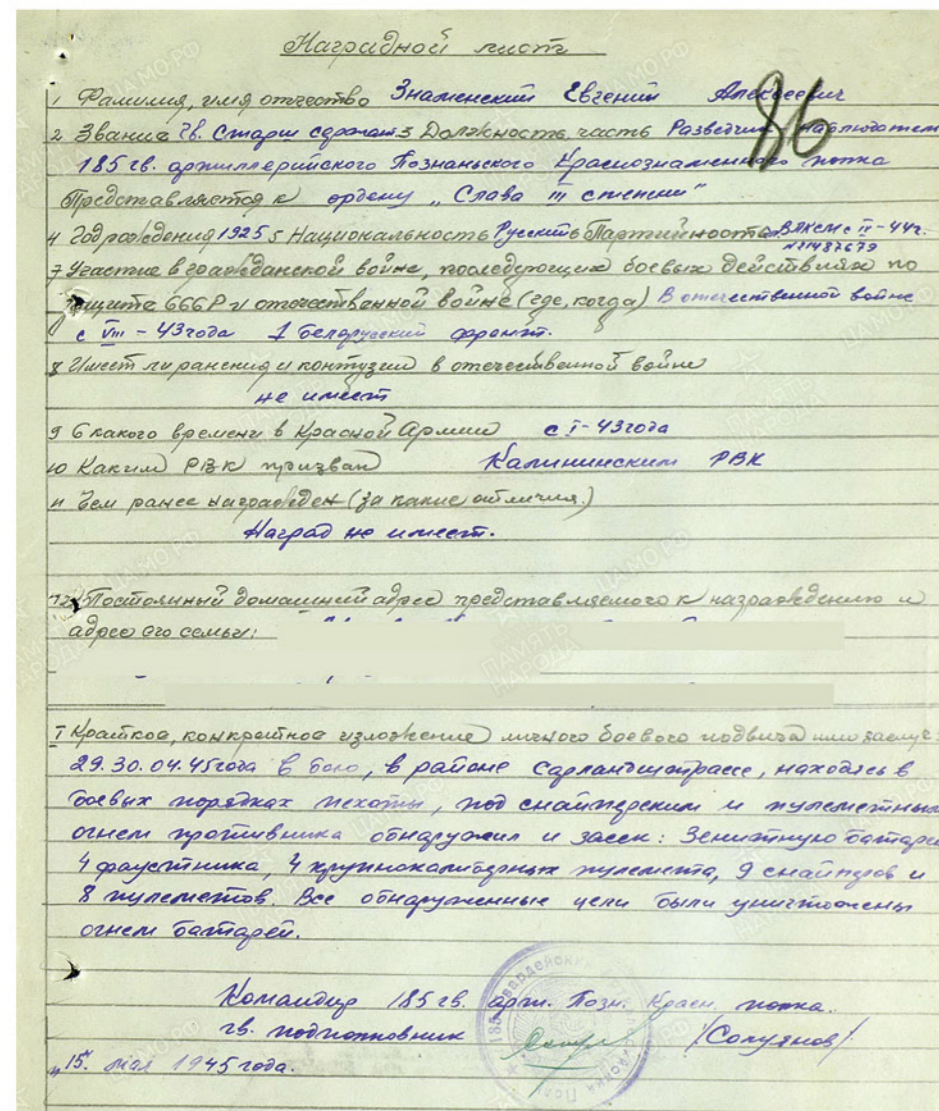 Наградной лист
86
1 Фамилия, имя отчество Знаменский Евгений Алексеевич
2 Звание гв. Старш сержант 3 Должность, часть Разведчик наблюдатель
185 гв. артиллерийского Познаньского Краснознаменного полка
Представляется к ордену „Слава III степени"
4 Год рождения 1925 5 Национальность Русский 6 Партийность ВЛКСМ с II-44г.
N21487679
7 Участие в гражданской войне, последующих боевых действиях по
защите СССР и отечественной войне (где, когда) В отечественной войне
с VIII - 43 года 1 белорусский фронт.
8 Имеет ли ранения и контузии в отечественной войне
не имеет
9 С какого времени в Красной Армии с I-43 года
10 Каким РВК призван Калининским РВК
11 Чем ранее награжден (за какие отличия.)
Наград не имеет.
12 Постоянный домашний адрес представляемого к награждению и
адрес его семьи:
I Краткое, конкретное изложение личного боевого подвига или заслуг:
29.30.04.45 года в бою, в районе Сарландштрассе, находясь в
боевых порядках пехоты, под снайперским и пулеметным
огнем противника обнаружил и засек: Зенитную батарею
4 фаустника, 4 крупнокалиберных пулемета, 9 снайперов и
8 пулеметов. Все обнаруженные цели были уничтожены
огнем батарей.
Командир 185 гв. арт. Позн. Красн. полка.
гв. подполковник /Солуянов/
„15" мая 1945 года.
ПАМЯТЬ НАРОДА
ЦАМО.РФ